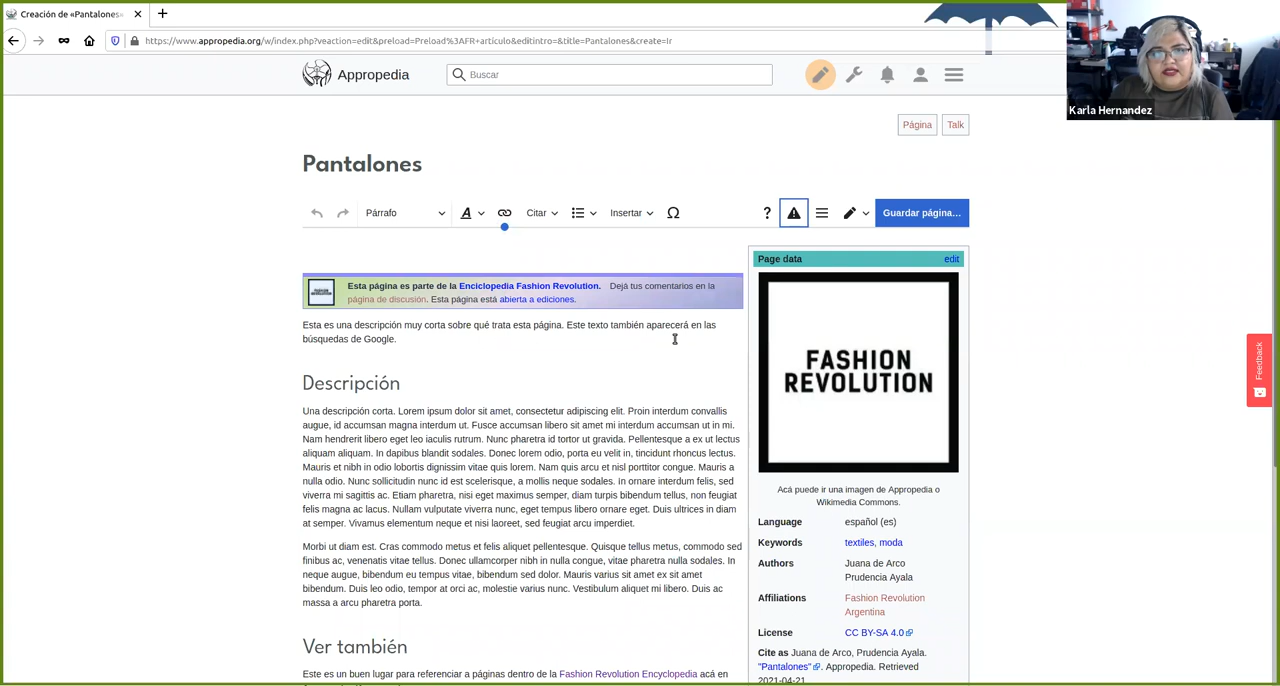 Creación de «Pantalones»
https://www.appropedia.org/w/index.php?veaction=edit&preload=Preload%3AFR+artículo&editintro=&title=Pantalones&create=Ir
Karla Hernandez
Appropedia
Buscar
Página
Talk
Pantalones
Párrafo
A
Citar
Insertar
Ω
?
Guardar página...
Page data
edit
FASHION REVOLUTION
Esta página es parte de la Enciclopedia Fashion Revolution. Dejá tus comentarios en la
página de discusión. Esta página está abierta a ediciones.
Esta es una descripción muy corta sobre qué trata esta página. Este texto también aparecerá en las
búsquedas de Google.
Descripción
Una descripción corta. Lorem ipsum dolor sit amet, consectetur adipiscing elit. Proin interdum convallis
augue, id accumsan magna interdum ut. Fusce accumsan libero sit amet mi interdum accumsan ut in mi.
Nam hendrerit libero eget leo iaculis rutrum. Nunc pharetra id tortor ut gravida. Pellentesque a ex ut lectus
aliquam aliquam. In dapibus blandit sodales. Donec lorem odio, porta eu velit in, tincidunt rhoncus lectus.
Mauris et nibh in odio lobortis dignissim vitae quis lorem. Nam quis arcu et nisl porttitor congue. Mauris a
nulla odio. Nunc sollicitudin nunc id est scelerisque, a mollis neque sodales. In ornare interdum felis, sed
viverra mi sagittis ac. Etiam pharetra, nisi eget maximus semper, diam turpis bibendum tellus, non feugiat
felis magna ac lacus. Nullam vulputate viverra nunc, eget tempus libero ornare eget. Duis ultrices in diam
at semper. Vivamus elementum neque et nisi laoreet, sed feugiat arcu imperdiet.
Morbi ut diam est. Cras commodo metus et felis aliquet pellentesque. Quisque tellus metus, commodo sed
finibus ac, venenatis vitae tellus. Donec ullamcorper nibh in nulla congue, vitae pharetra nulla sodales. In
neque augue, bibendum eu tempus vitae, bibendum sed dolor. Mauris varius sit amet ex sit amet
bibendum. Duis leo odio, tempor at orci ac, molestie varius nunc. Vestibulum aliquet mi libero. Duis ac
massa a arcu pharetra porta.
Ver también
Este es un buen lugar para referenciar a páginas dentro de la Fashion Revolution Encyclopedia acá en
FASHION
REVOLUTION
Acá puede ir una imagen de Appropedia o
Wikimedia Commons.
Language español (es)
Keywords textiles, moda
Authors Juana de Arco
Prudencia Ayala
Affiliations Fashion Revolution
Argentina
License CC BY-SA 4.0
Cite as Juana de Arco, Prudencia Ayala.
"Pantalones". Appropedia. Retrieved
2021-04-21.
Feedback